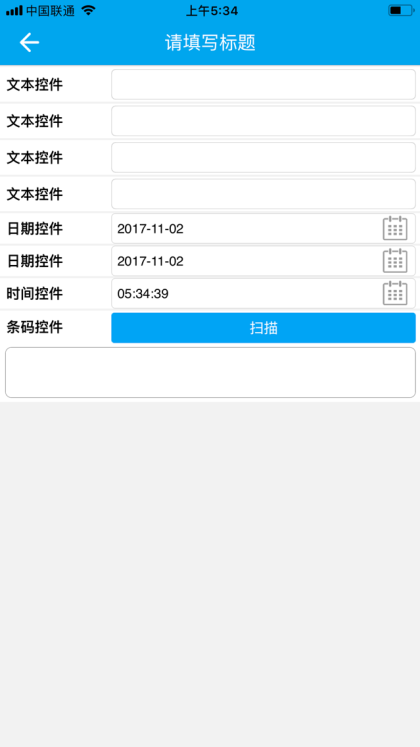 中国联通 上午5:34
请填写标题
文本控件
文本控件
文本控件
文本控件
日期控件 2017-11-02
日期控件 2017-11-02
时间控件 05:34:39
条码控件 扫描